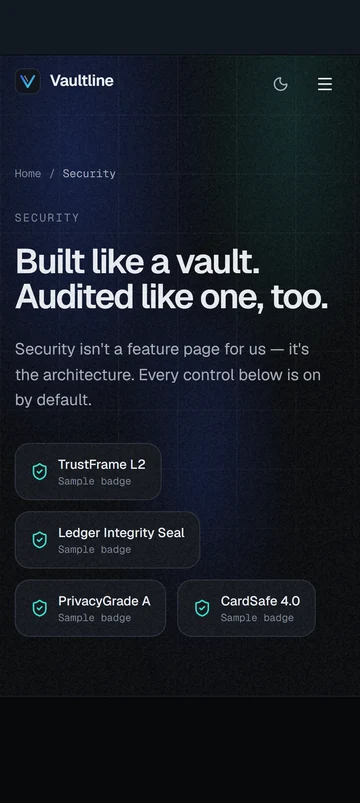 Vaultline
Home / Security
SECURITY
Built like a vault.
Audited like one, too.
Security isn't a feature page for us — it's
the architecture. Every control below is on
by default.
TrustFrame L2
Sample badge
Ledger Integrity Seal
Sample badge
PrivacyGrade A
Sample badge
CardSafe 4.0
Sample badge